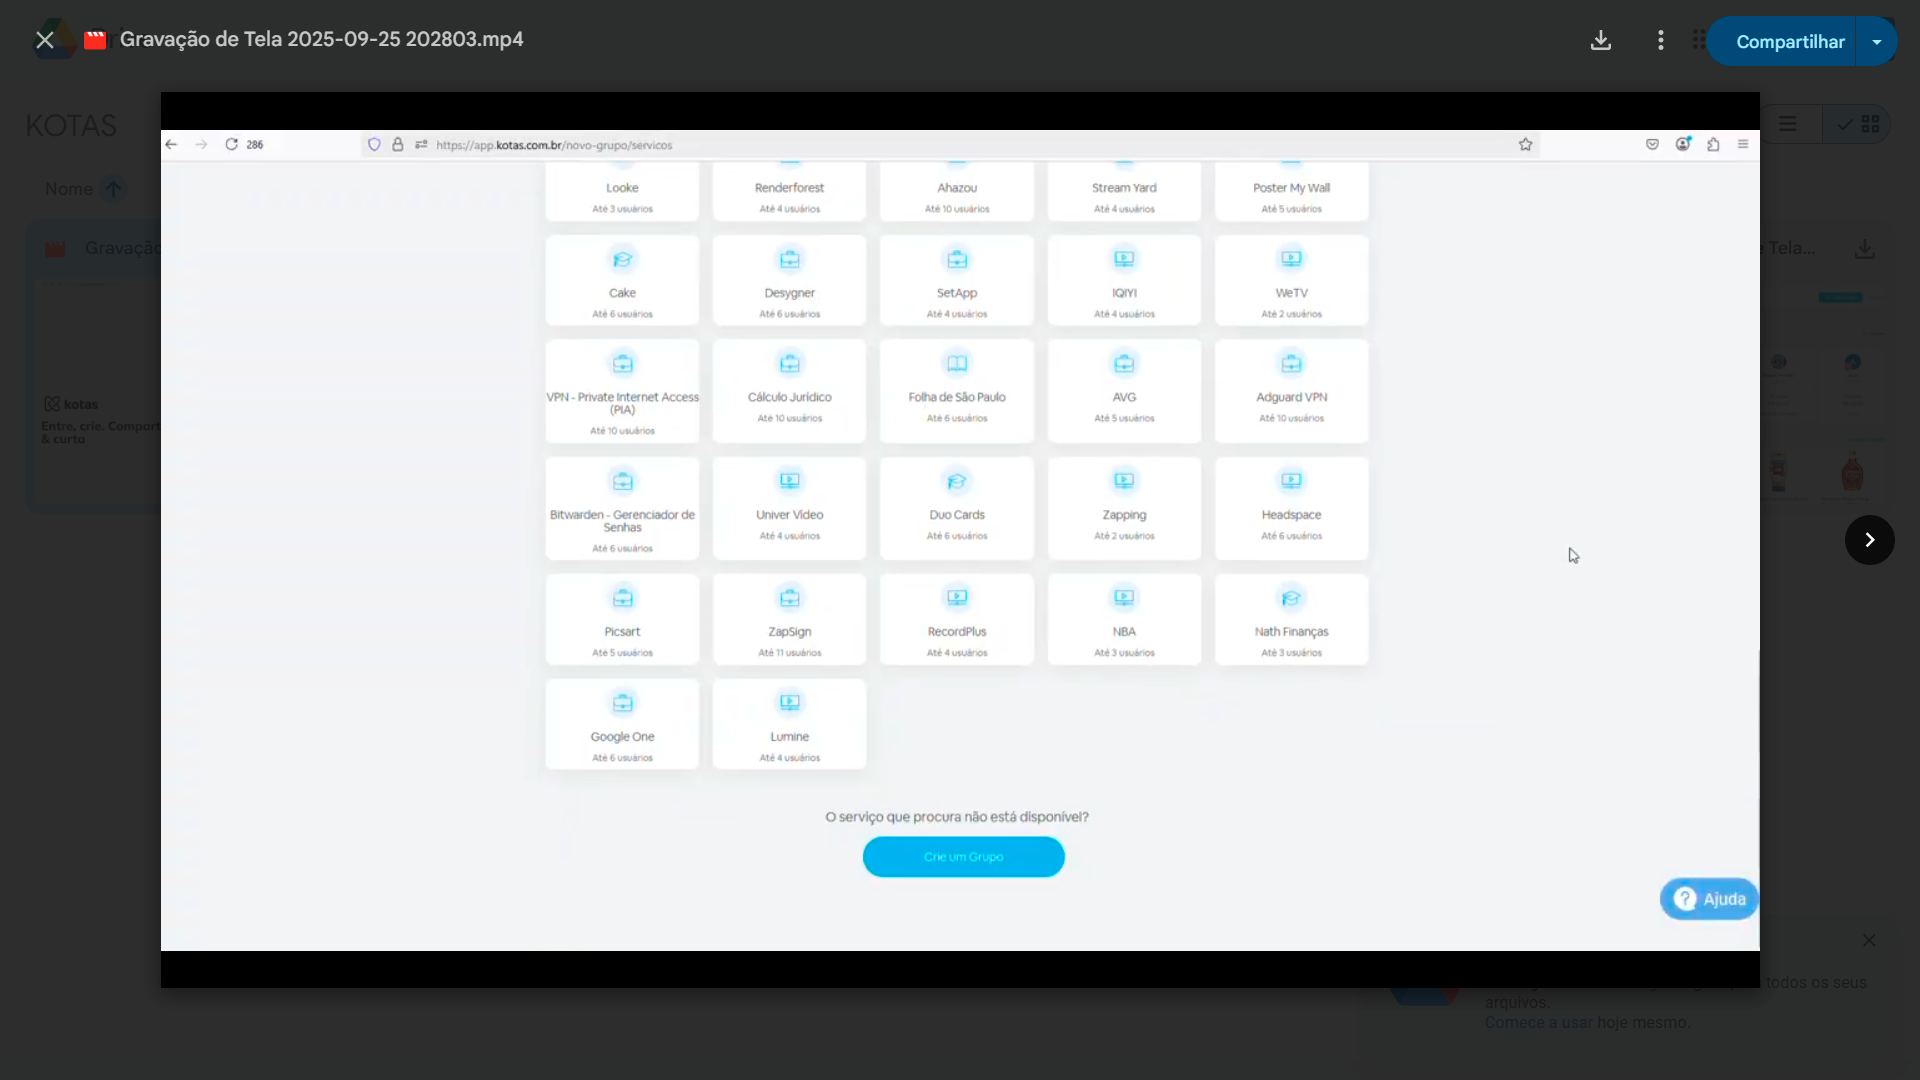 Gravação de Tela 2025-09-25 202803.mp4
Compartilhar
KOTAS
Nome
Gravação
e Tela...
kotas
Entre, crie. Compart
& curta
286
https://app.kotas.com.br/novo-grupo/servicos
Looke
Até 3 usuários
Renderforest
Até 4 usuários
Ahazou
Até 10 usuários
Stream Yard
Até 4 usuários
Poster My Wall
Até 5 usuários
Cake
Até 6 usuários
Desygner
Até 6 usuários
SetApp
Até 4 usuários
IQIYI
Até 4 usuários
WeTV
Até 2 usuários
VPN - Private Internet Access
(PIA)
Até 10 usuários
Cálculo Jurídico
Até 10 usuários
Folha de São Paulo
Até 6 usuários
AVG
Até 5 usuários
Adguard VPN
Até 10 usuários
Bitwarden - Gerenciador de
Senhas
Até 6 usuários
Univer Vídeo
Até 4 usuários
Duo Cards
Até 6 usuários
Zapping
Até 2 usuários
Headspace
Até 6 usuários
Picsart
Até 5 usuários
ZapSign
Até 11 usuários
RecordPlus
Até 4 usuários
NBA
Até 3 usuários
Nath Finanças
Até 3 usuários
Google One
Até 6 usuários
Lumine
Até 4 usuários
O serviço que procura não está disponível?
Crie um Grupo
Ajuda
todos os seus
arquivos.
Comece a usar hoje mesmo.